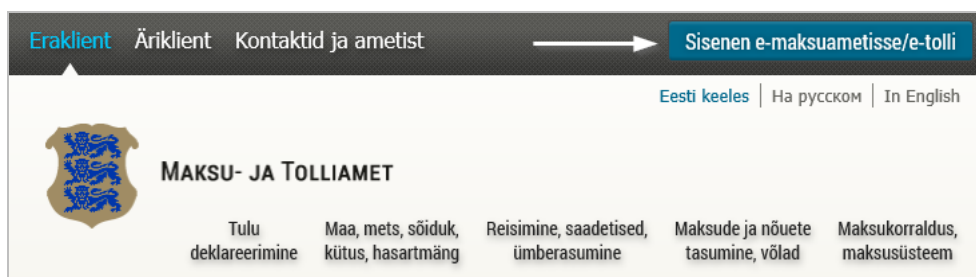 Eraklient Äriklient Kontaktid ja ametist Sisenen e-maksuametisse/e-tolli
Eesti keeles | На русском | In English
MAKSU- JA TOLLIAMET
Tulu deklareerimine
Maa, mets, sõiduk, kütus, hasartmäng
Reisimine, saadetised, ümberasumine
Maksude ja nõuete tasumine, võlad
Maksukorraldus, maksusüsteem